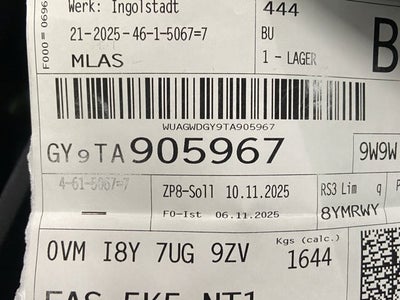 Werk: Ingolstadt
444
21-2025-46-1-5067=7
BU
MLAS
1 - LAGER
B
WUAGWDGY9TA905967
GY9TA905967
9W9W
4-61-5067=7
ZP8-Soll 10.11.2025
RS3 Lim q
FO-Ist 06.11.2025
8YMRWY
0VM I8Y 7UG 9ZV
Kgs (calc.)
1644